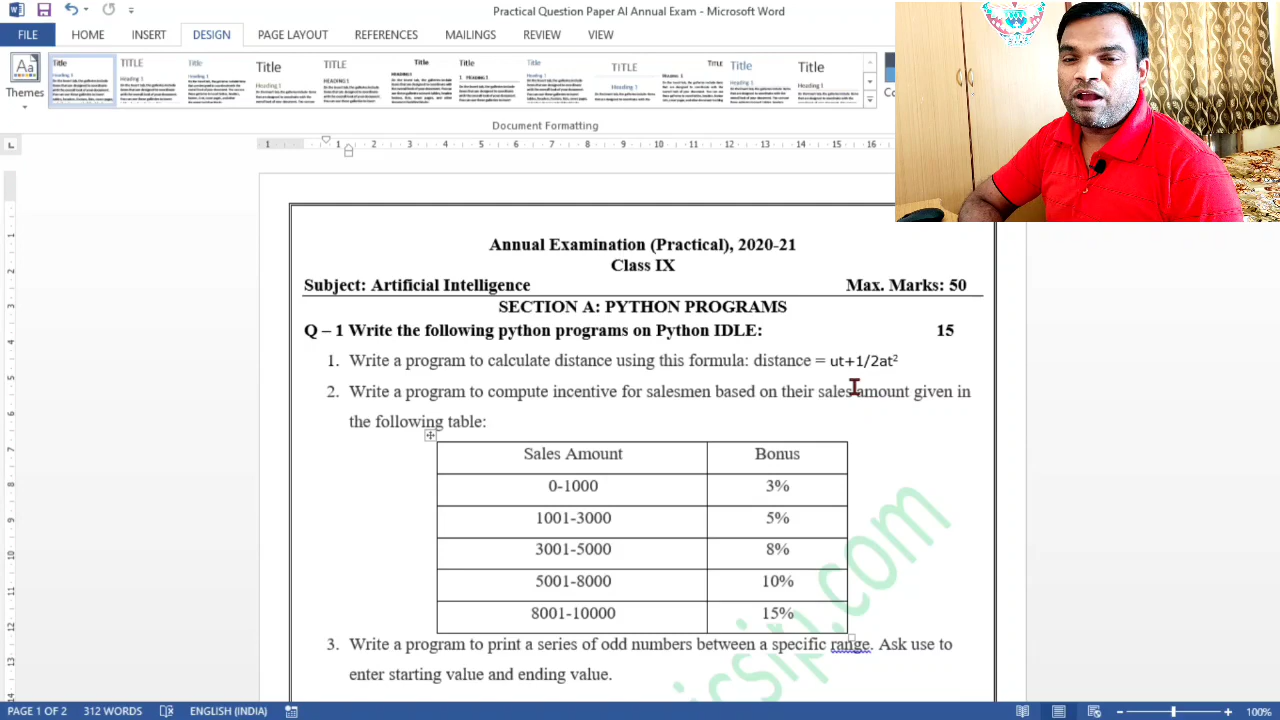 Practical Question Paper AI Annual Exam - Microsoft Word
FILE HOME INSERT DESIGN PAGE LAYOUT REFERENCES MAILINGS REVIEW VIEW
Themes
Document Formatting
Annual Examination (Practical), 2020-21
Class IX
Subject: Artificial Intelligence Max. Marks: 50
SECTION A: PYTHON PROGRAMS
Q – 1 Write the following python programs on Python IDLE: 15
1. Write a program to calculate distance using this formula: distance = ut+1/2at²
2. Write a program to compute incentive for salesmen based on their sales amount given in
the following table:
Sales Amount Bonus
0-1000 3%
1001-3000 5%
3001-5000 8%
5001-8000 10%
8001-10000 15%
3. Write a program to print a series of odd numbers between a specific range. Ask use to
enter starting value and ending value.
PAGE 1 OF 2 312 WORDS ENGLISH (INDIA) 100%